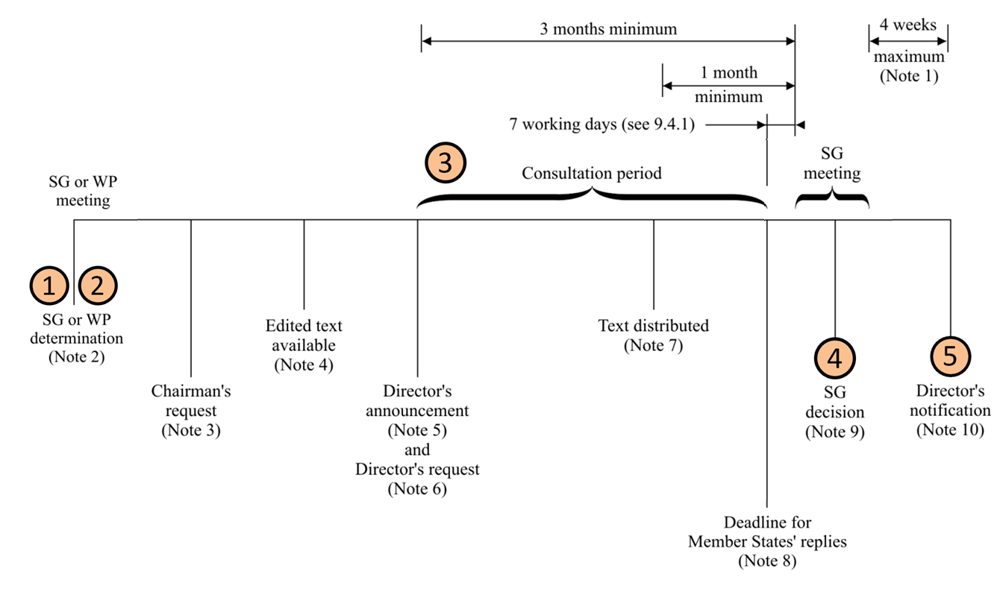 3 months minimum
4 weeks
maximum
(Note 1)
1 month
minimum
7 working days (see 9.4.1)
3
Consultation period
SG
meeting
SG or WP
meeting
1 2
SG or WP
determination
(Note 2)
Chairman's
request
(Note 3)
Edited text
available
(Note 4)
Director's
announcement
(Note 5)
and
Director's request
(Note 6)
Text distributed
(Note 7)
Deadline for
Member States' replies
(Note 8)
4
SG
decision
(Note 9)
5
Director's
notification
(Note 10)